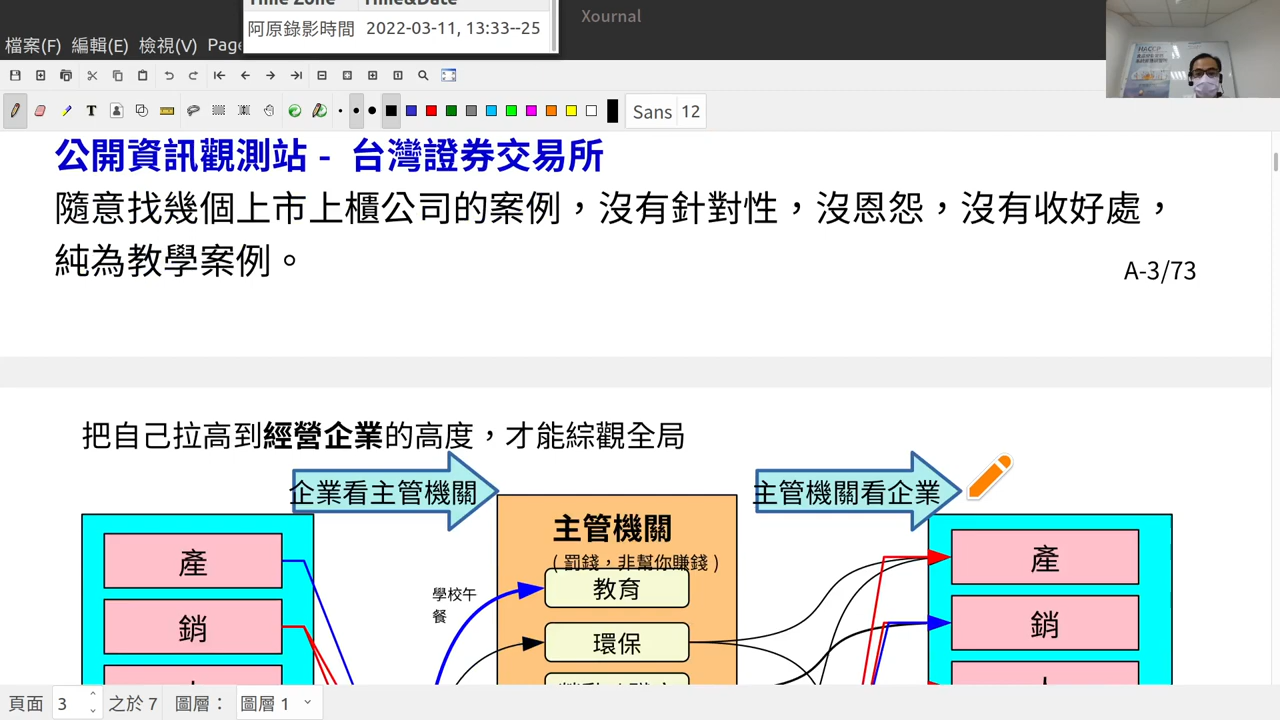 Time Zone Time&Date
阿原錄影時間 2022-03-11, 13:33--25
Xournal
檔案(F) 編輯(E) 檢視(V) Page
T
Sans 12
HACCP
公開資訊觀測站 - 台灣證券交易所
隨意找幾個上市上櫃公司的案例，沒有針對性，沒恩怨，沒有收好處，
純為教學案例。
A-3/73
把自己拉高到經營企業的高度，才能綜觀全局
企業看主管機關
主管機關看企業
主管機關
( 罰錢，非幫你賺錢 )
產
學校午
餐
教育
產
銷
環保
銷
頁面 3 之於 7 圖層： 圖層 1